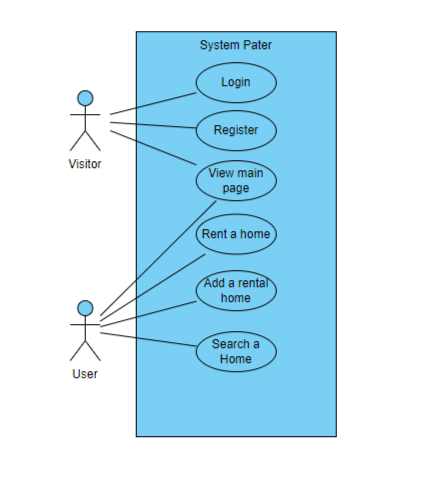 System Pater
Login
Register
Visitor
View main
page
Rent a home
Add a rental
home
Search a
Home
User